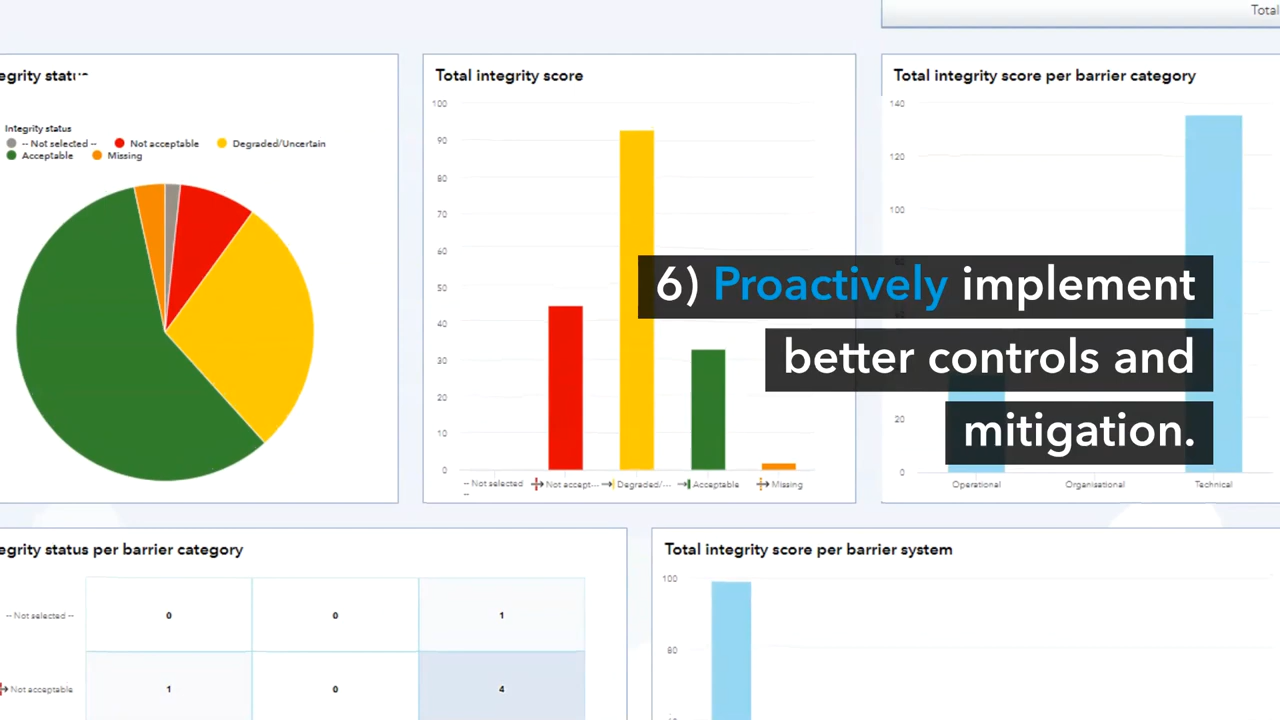 Total
egrity status
Total integrity score
Total integrity score per barrier category
Integrity status
-- Not selected --
Not acceptable
Degraded/Uncertain
Acceptable
Missing
100
90
80
70
60
50
40
30
20
10
0
-- Not selected
--
Not accept...
Degraded/...
Acceptable
Missing
140
120
100
20
0
Operational
Organisational
Technical
6) Proactively implement
better controls and
mitigation.
egrity status per barrier category
-- Not selected --
0
0
1
Not acceptable
1
0
4
Total integrity score per barrier system
100
80